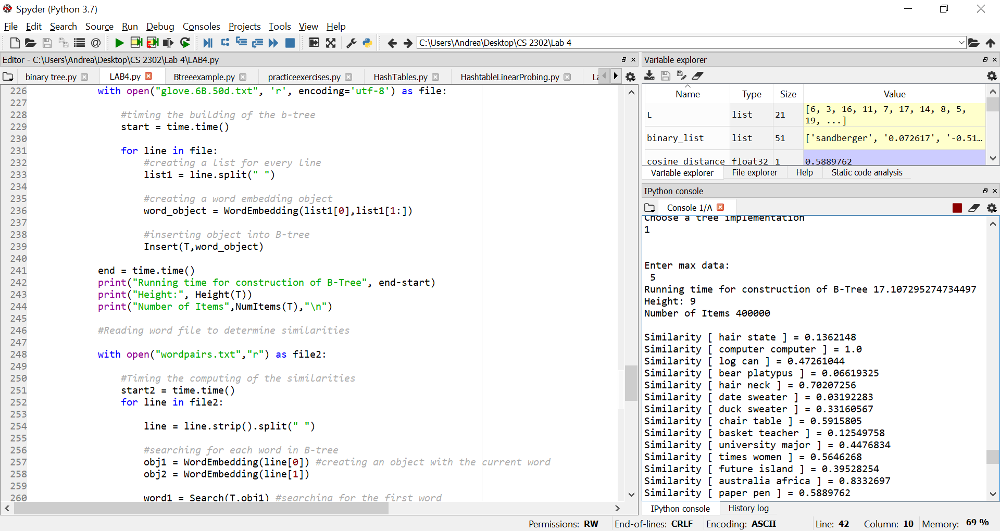 Spyder (Python 3.7)
File Edit Search Source Run Debug Consoles Projects Tools View Help
C:\Users\Andrea\Desktop\CS 2302\Lab 4
Editor - C:\Users\Andrea\Desktop\CS 2302\Lab 4\LAB4.py
binary tree.py LAB4.py Btreeexample.py practiceexercises.py HashTables.py HashtableLinearProbing.py
226 with open("glove.6B.50d.txt", 'r', encoding='utf-8') as file:
227
228 #timing the building of the b-tree
229 start = time.time()
230
231 for line in file:
232 #creating a list for every line
233 list1 = line.split(" ")
234
235 #creating a word embedding object
236 word_object = WordEmbedding(list1[0],list1[1:])
237
238 #inserting object into B-tree
239 Insert(T,word_object)
240
241 end = time.time()
242 print("Running time for construction of B-Tree", end-start)
243 print("Height:", Height(T))
244 print("Number of Items",NumItems(T),"\n")
245
246 #Reading word file to determine similarities
247
248 with open("wordpairs.txt","r") as file2:
249
250 #Timing the computing of the similarities
251 start2 = time.time()
252 for line in file2:
253
254 line = line.strip().split(" ")
255
256 #searching for each word in B-tree
257 obj1 = WordEmbedding(line[0]) #creating an object with the current word
258 obj2 = WordEmbedding(line[1])
259
260 word1 = Search(T,obj1) #searching for the first word
Variable explorer
Name Type Size Value
L list 21 [6, 3, 16, 11, 7, 17, 14, 8, 5,
19, ...]
binary_list list 51 ['sandberger', '0.072617', '-0.51...
cosine_distance float32 1 0.5889762
Variable explorer File explorer Help Static code analysis
IPython console
Console 1/A
Choose a tree implementation
1
Enter max data:
5
Running time for construction of B-Tree 17.107295274734497
Height: 9
Number of Items 400000
Similarity [ hair state ] = 0.1362148
Similarity [ computer computer ] = 1.0
Similarity [ log can ] = 0.47261044
Similarity [ bear platypus ] = 0.06619325
Similarity [ hair neck ] = 0.70207256
Similarity [ date sweater ] = 0.03192283
Similarity [ duck sweater ] = 0.33160567
Similarity [ chair table ] = 0.5915805
Similarity [ basket teacher ] = 0.12549758
Similarity [ university major ] = 0.4476834
Similarity [ times women ] = 0.5646268
Similarity [ future island ] = 0.39528254
Similarity [ australia africa ] = 0.8332697
Similarity [ paper pen ] = 0.5889762
IPython console History log
Permissions: RW End-of-lines: CRLF Encoding: ASCII Line: 42 Column: 10 Memory: 69 %